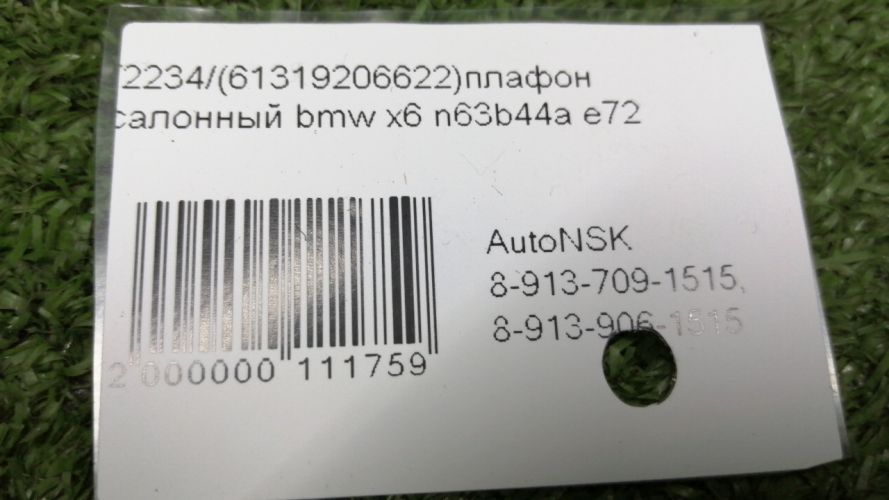 2234/(61319206622)плафон
салонный bmw x6 n63b44a e72
AutoNSK
8-913-709-1515,
8-913-906-1515
2 000000 111759